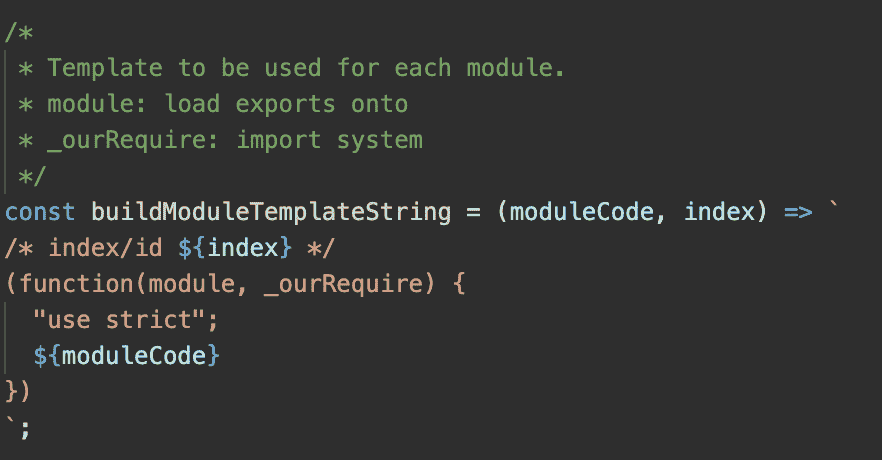 /*
 * Template to be used for each module.
 * module: load exports onto
 * _ourRequire: import system
 */
const buildModuleTemplateString = (moduleCode, index) => `
/* index/id ${index} */
(function(module, _ourRequire) {
  "use strict";
  ${moduleCode}
})
`;